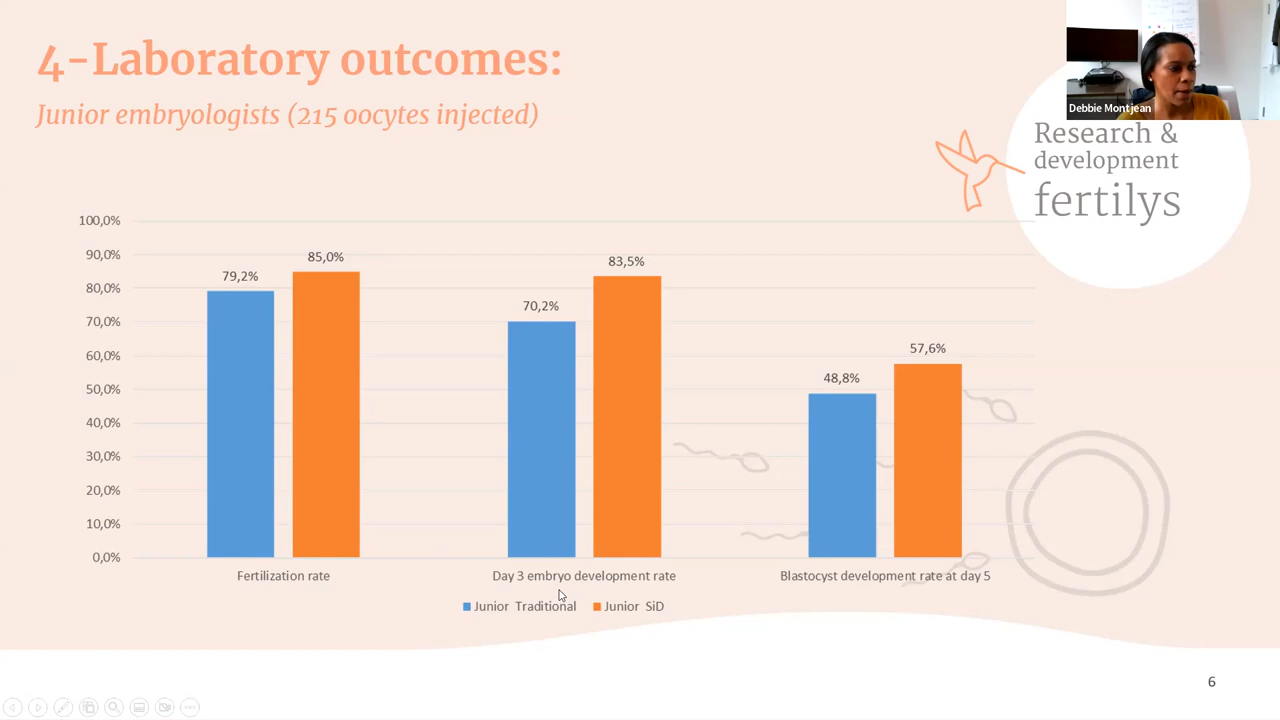 4-Laboratory outcomes:
Junior embryologists (215 oocytes injected)
Debbie Montjean
Research &
development
fertilys
100,0%
90,0%
80,0%
70,0%
60,0%
50,0%
40,0%
30,0%
20,0%
10,0%
0,0%
79,2%
85,0%
70,2%
83,5%
48,8%
57,6%
Fertilization rate
Day 3 embryo development rate
Blastocyst development rate at day 5
Junior Traditional
Junior SiD
6